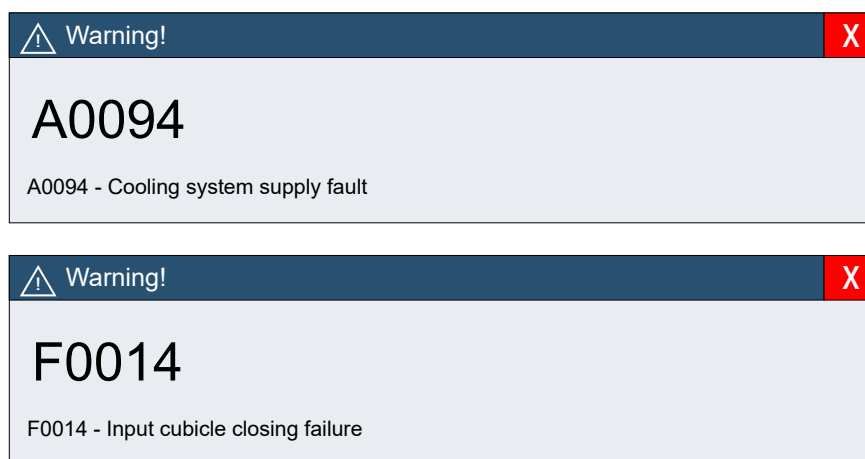 Warning!
X
A0094
A0094 - Cooling system supply fault
Warning!
X
F0014
F0014 - Input cubicle closing failure